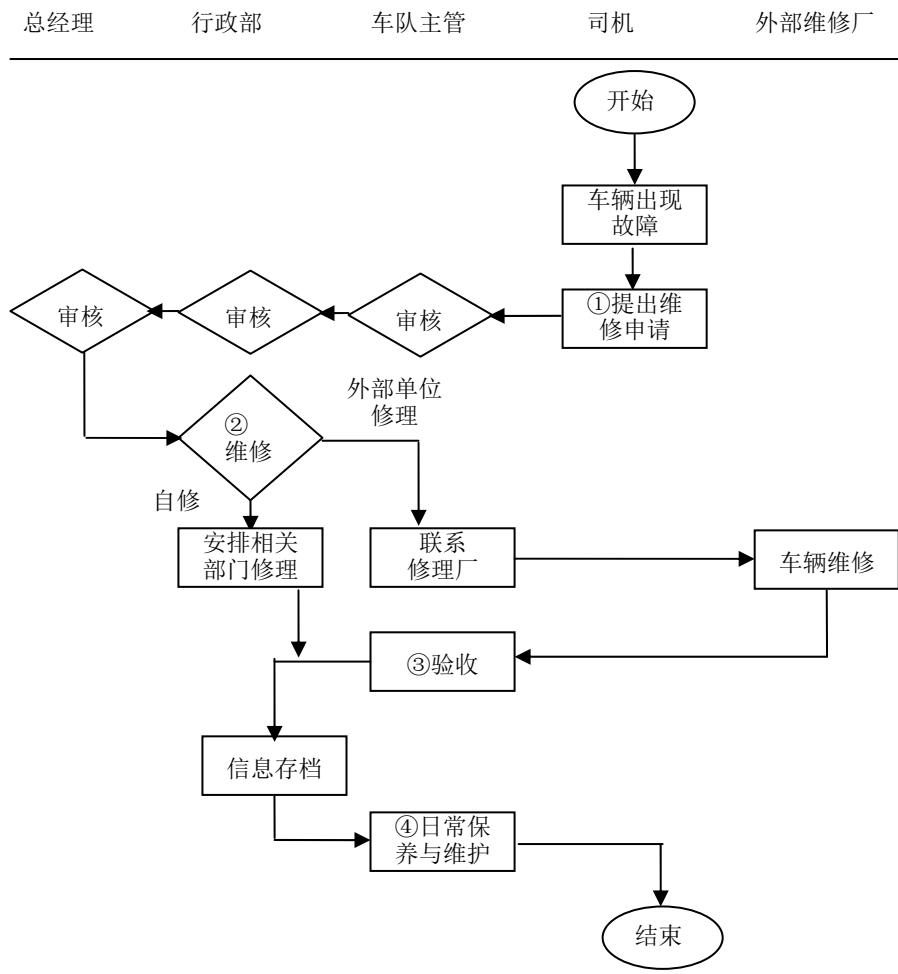 总经理 行政部 车队主管 司机 外部维修厂
开始
车辆出现
故障
①提出维
修申请
审核 审核 审核
外部单位
修理
②
维修
自修
安排相关
部门修理
联系
修理厂
车辆维修
③验收
信息存档
④日常保
养与维护
结束